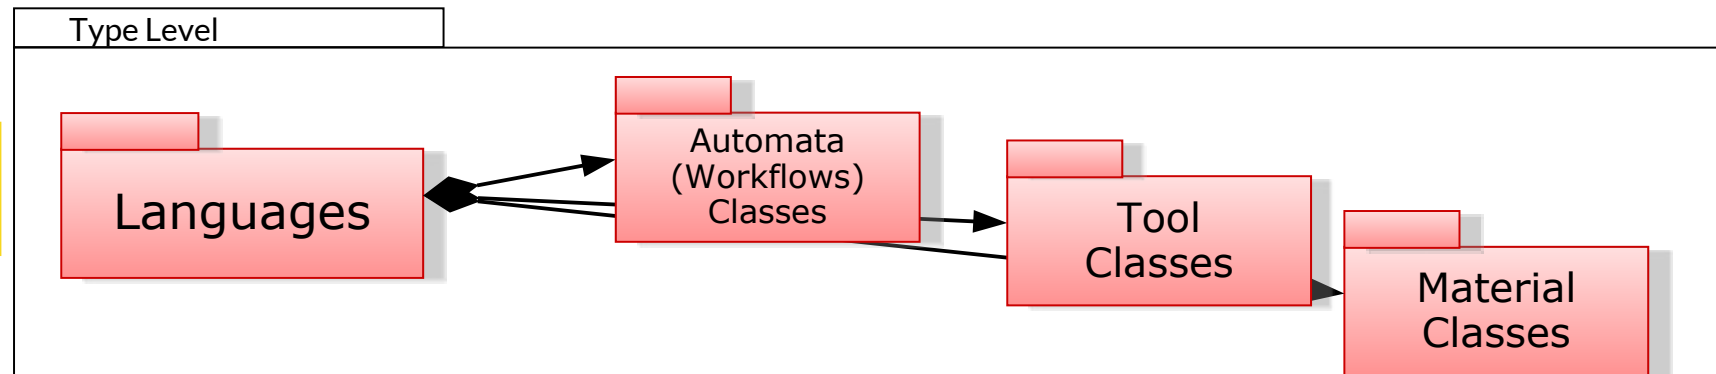 Type Level
Languages
Automata
(Workflows)
Classes
Tool
Classes
Material
Classes